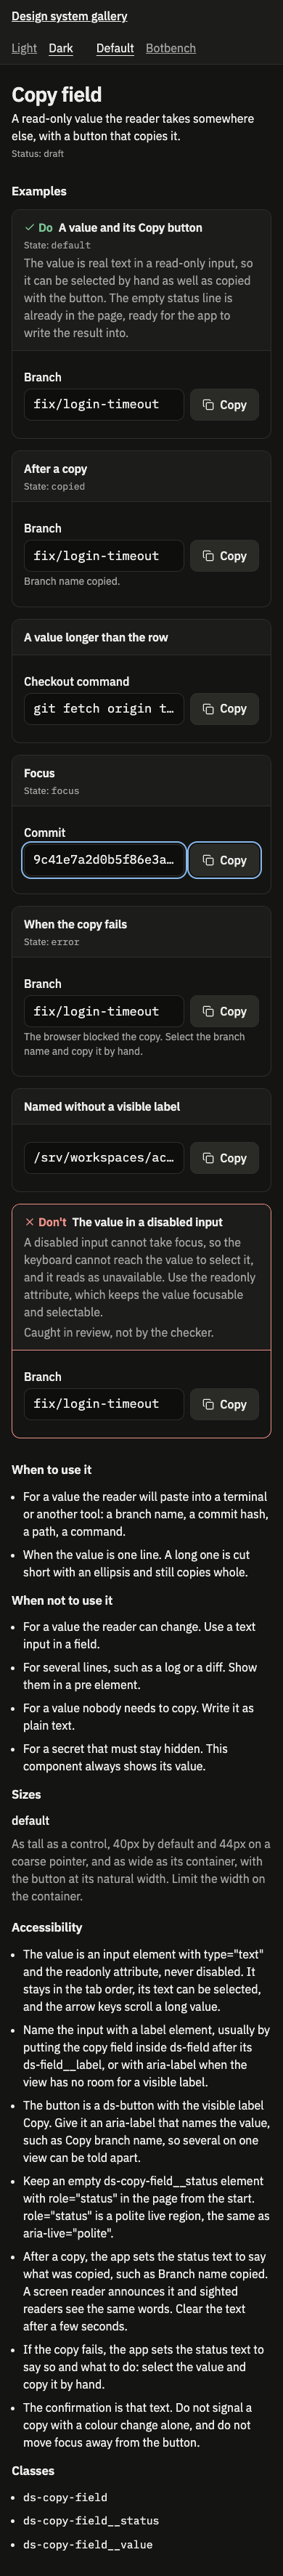 Design system gallery
Light Dark Default Botbench
Copy field
A read-only value the reader takes somewhere
else, with a button that copies it.
Status: draft
Examples
Do A value and its Copy button
State: default
The value is real text in a read-only input, so
it can be selected by hand as well as copied
with the button. The empty status line is
already in the page, ready for the app to
write the result into.
Branch
fix/login-timeout Copy
After a copy
State: copied
Branch
fix/login-timeout Copy
Branch name copied.
A value longer than the row
Checkout command
git fetch origin t… Copy
Focus
State: focus
Commit
9c41e7a2d0b5f86e3a… Copy
When the copy fails
State: error
Branch
fix/login-timeout Copy
The browser blocked the copy. Select the branch
name and copy it by hand.
Named without a visible label
/srv/workspaces/ac… Copy
Don't The value in a disabled input
A disabled input cannot take focus, so the
keyboard cannot reach the value to select it,
and it reads as unavailable. Use the readonly
attribute, which keeps the value focusable
and selectable.
Caught in review, not by the checker.
Branch
fix/login-timeout Copy
When to use it
• For a value the reader will paste into a terminal
or another tool: a branch name, a commit hash,
a path, a command.
• When the value is one line. A long one is cut
short with an ellipsis and still copies whole.
When not to use it
• For a value the reader can change. Use a text
input in a field.
• For several lines, such as a log or a diff. Show
them in a pre element.
• For a value nobody needs to copy. Write it as
plain text.
• For a secret that must stay hidden. This
component always shows its value.
Sizes
default
As tall as a control, 40px by default and 44px on a
coarse pointer, and as wide as its container, with
the button at its natural width. Limit the width on
the container.
Accessibility
• The value is an input element with type="text"
and the readonly attribute, never disabled. It
stays in the tab order, its text can be selected,
and the arrow keys scroll a long value.
• Name the input with a label element, usually by
putting the copy field inside ds-field after its
ds-field__label, or with aria-label when the
view has no room for a visible label.
• The button is a ds-button with the visible label
Copy. Give it an aria-label that names the value,
such as Copy branch name, so several on one
view can be told apart.
• Keep an empty ds-copy-field__status element
with role="status" in the page from the start.
role="status" is a polite live region, the same as
aria-live="polite".
• After a copy, the app sets the status text to say
what was copied, such as Branch name copied.
A screen reader announces it and sighted
readers see the same words. Clear the text
after a few seconds.
• If the copy fails, the app sets the status text to
say so and what to do: select the value and
copy it by hand.
• The confirmation is that text. Do not signal a
copy with a colour change alone, and do not
move focus away from the button.
Classes
• ds-copy-field
• ds-copy-field__status
• ds-copy-field__value